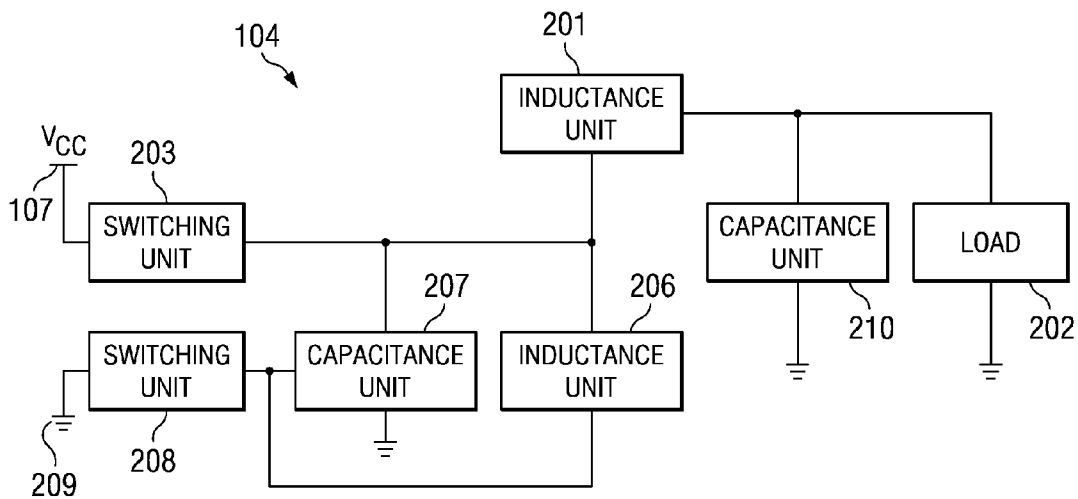 104
201
INDUCTANCE
UNIT
VCC
107
203
SWITCHING
UNIT
207
206
CAPACITANCE
UNIT
210
LOAD
202
SWITCHING
UNIT
208
209
CAPACITANCE
UNIT
INDUCTANCE
UNIT